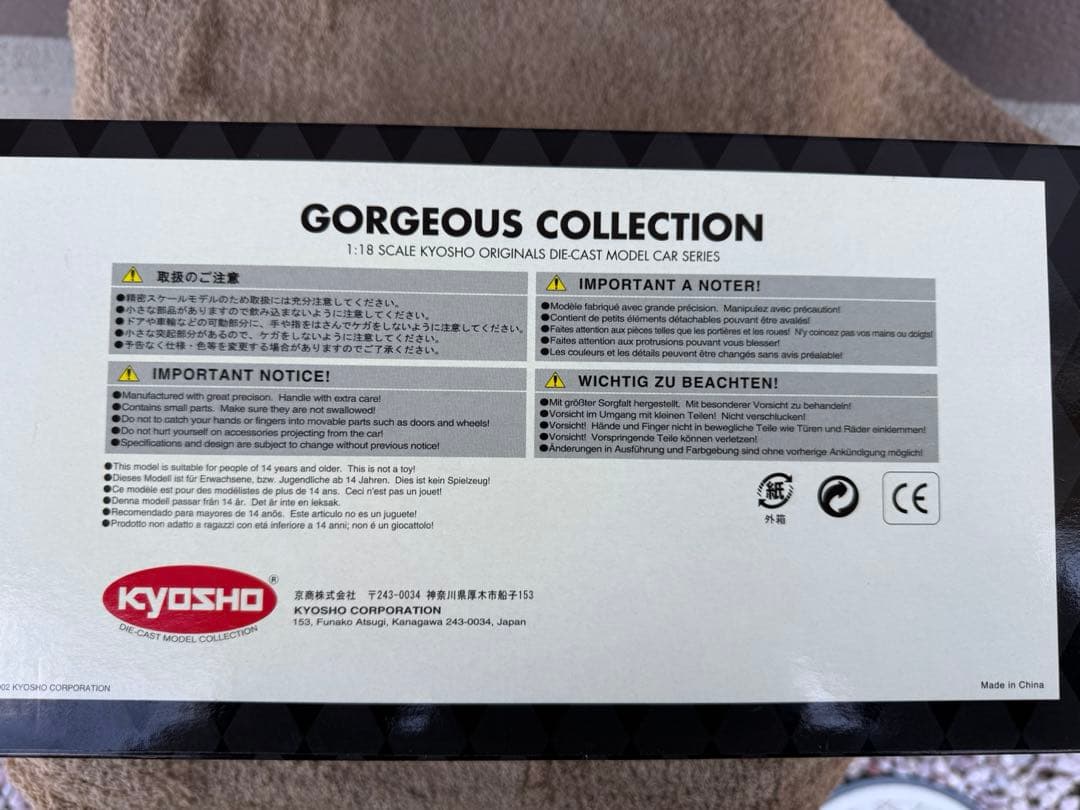 GORGEOUS COLLECTION
1:18 SCALE KYOSHO ORIGINALS DIE-CAST MODEL CAR SERIES
取扱のご注意
●精密スケールモデルのため取扱には充分注意してください。
●小さな部品がありますので飲み込まないように注意してください。
●ドアや車輪などの可動部分に、手や指をはさんでケガをしないように注意してください。
●小さな突起部分があるので、ケガをしないように注意してください。
●予告なく仕様・色等を変更する場合がありますのでご了承ください。
IMPORTANT A NOTER!
●Modèle fabriqué avec grande précision. Manipulez avec précaution!
●Contient de petits éléments détachables pouvant être avalés!
●Faites attention aux pièces telles que les portières et les roues! N'y coincez pas vos mains ou doigts!
●Faites attention aux protrusions pouvant vous blesser!
●Les couleurs et les détails peuvent être changés sans avis préalable!
IMPORTANT NOTICE!
●Manufactured with great precison. Handle with extra care!
●Contains small parts. Make sure they are not swallowed!
●Do not to catch your hands or fingers into movable parts such as doors and wheels!
●Do not hurt yourself on accessories projecting from the car!
●Specifications and design are subject to change without previous notice!
WICHTIG ZU BEACHTEN!
●Mit größter Sorgfalt hergestellt. Mit besonderer Vorsicht zu behandeln!
●Vorsicht im Umgang mit kleinen Teilen! Nicht verschlucken!
●Vorsicht! Hände und Finger nicht in bewegliche Teile wie Türen und Räder einklemmen!
●Vorsicht! Vorspringende Teile können verletzen!
●Änderungen in Ausführung und Farbgebung sind ohne vorherige Ankündigung möglich!
●This model is suitable for people of 14 years and older. This is not a toy!
●Dieses Modell ist für Erwachsene, bzw. Jugendliche ab 14 Jahren. Dies ist kein Spielzeug!
●Ce modèle est pour des modélistes de plus de 14 ans. Ceci n'est pas un jouet!
●Denna modell passar från 14 år. Det är inte en leksak.
●Recomendado para mayores de 14 anõs. Este articulo no es un juguete!
●Prodotto non adatto a ragazzi con etá inferiore a 14 anni; non é un giocattolo!
紙
外箱
CE
KYOSHO®
DIE-CAST MODEL COLLECTION
京商株式会社 〒243-0034 神奈川県厚木市船子153
KYOSHO CORPORATION
153, Funako Atsugi, Kanagawa 243-0034, Japan
02 KYOSHO CORPORATION
Made in China